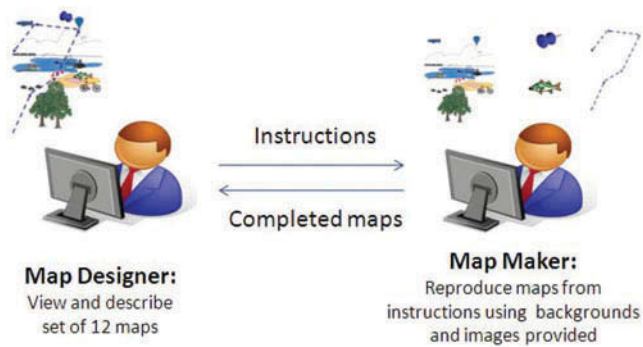 Instructions
Completed maps
Map Designer:
View and describe
set of 12 maps
Map Maker:
Reproduce maps from
instructions using backgrounds
and images provided